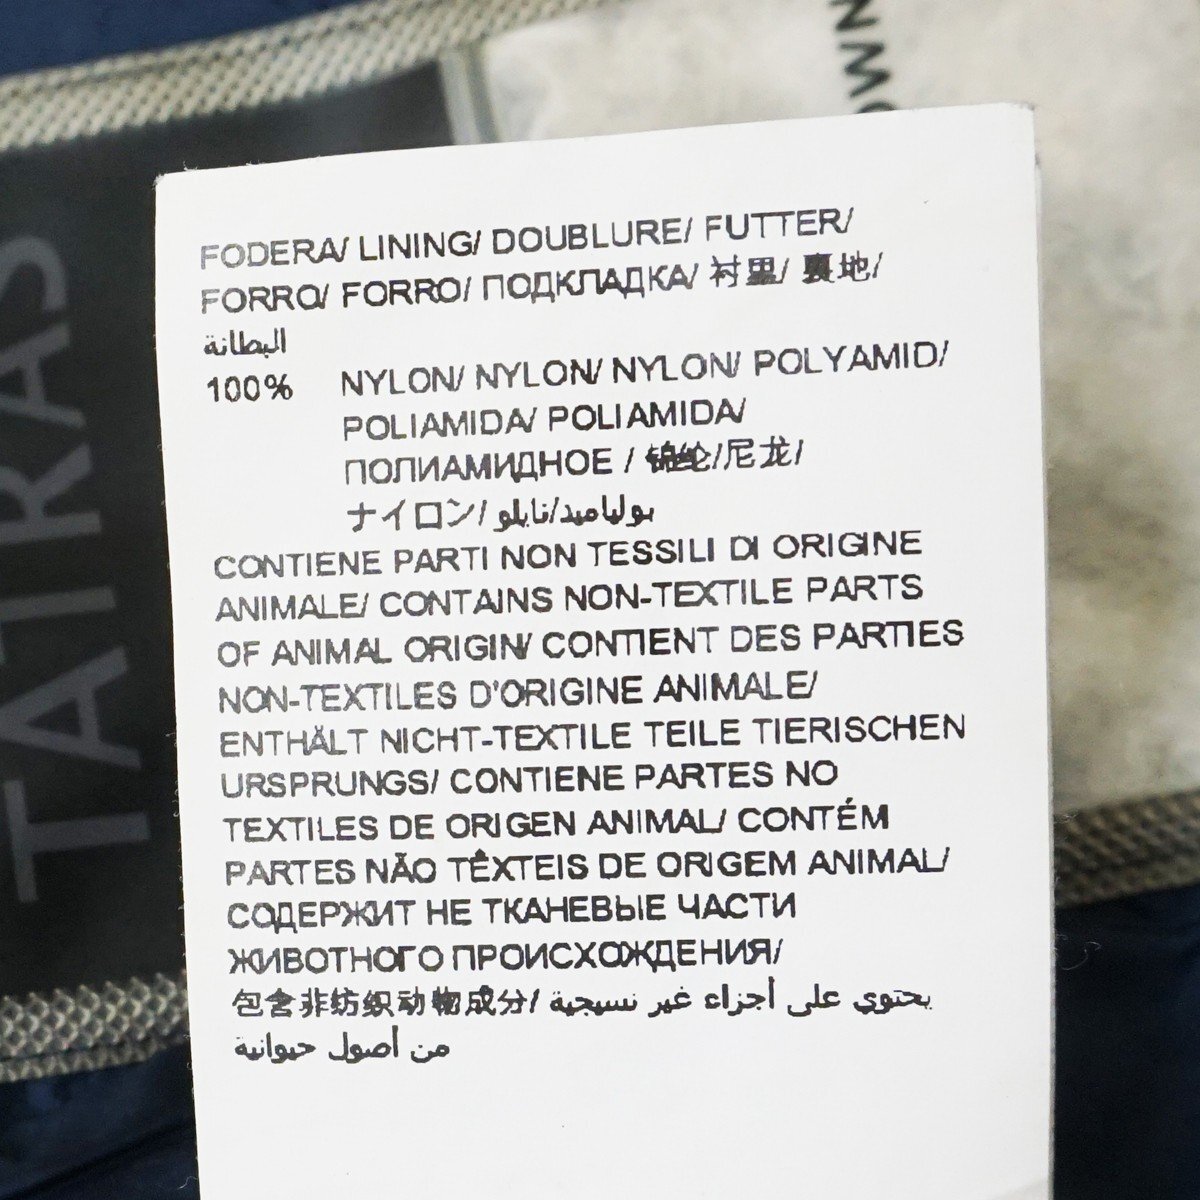 FODERA/ LINING/ DOUBLURE/ FUTTER/
FORRO/ FORRO/ ПОДКЛАДКА/ 衬里/ 裏地/
البطانة
100% NYLON/ NYLON/ NYLON/ POLYAMID/
POLIAMIDA/ POLIAMIDA/
ПОЛИАМИДНОЕ / 锦纶/尼龙/
ナイロン/ بولياميد/نايلو
CONTIENE PARTI NON TESSILI DI ORIGINE
ANIMALE/ CONTAINS NON-TEXTILE PARTS
OF ANIMAL ORIGIN/ CONTIENT DES PARTIES
NON-TEXTILES D'ORIGINE ANIMALE/
ENTHÄLT NICHT-TEXTILE TEILE TIERISCHEN
URSPRUNGS/ CONTIENE PARTES NO
TEXTILES DE ORIGEN ANIMAL/ CONTÉM
PARTES NÃO TÊXTEIS DE ORIGEM ANIMAL/
СОДЕРЖИТ НЕ ТКАНЕВЫЕ ЧАСТИ
ЖИВОТНОГО ПРОИСХОЖДЕНИЯ/
包含非纺织动物成分/ يحتوي على أجزاء غير نسيجية
من أصول حيوانية
TATRAS